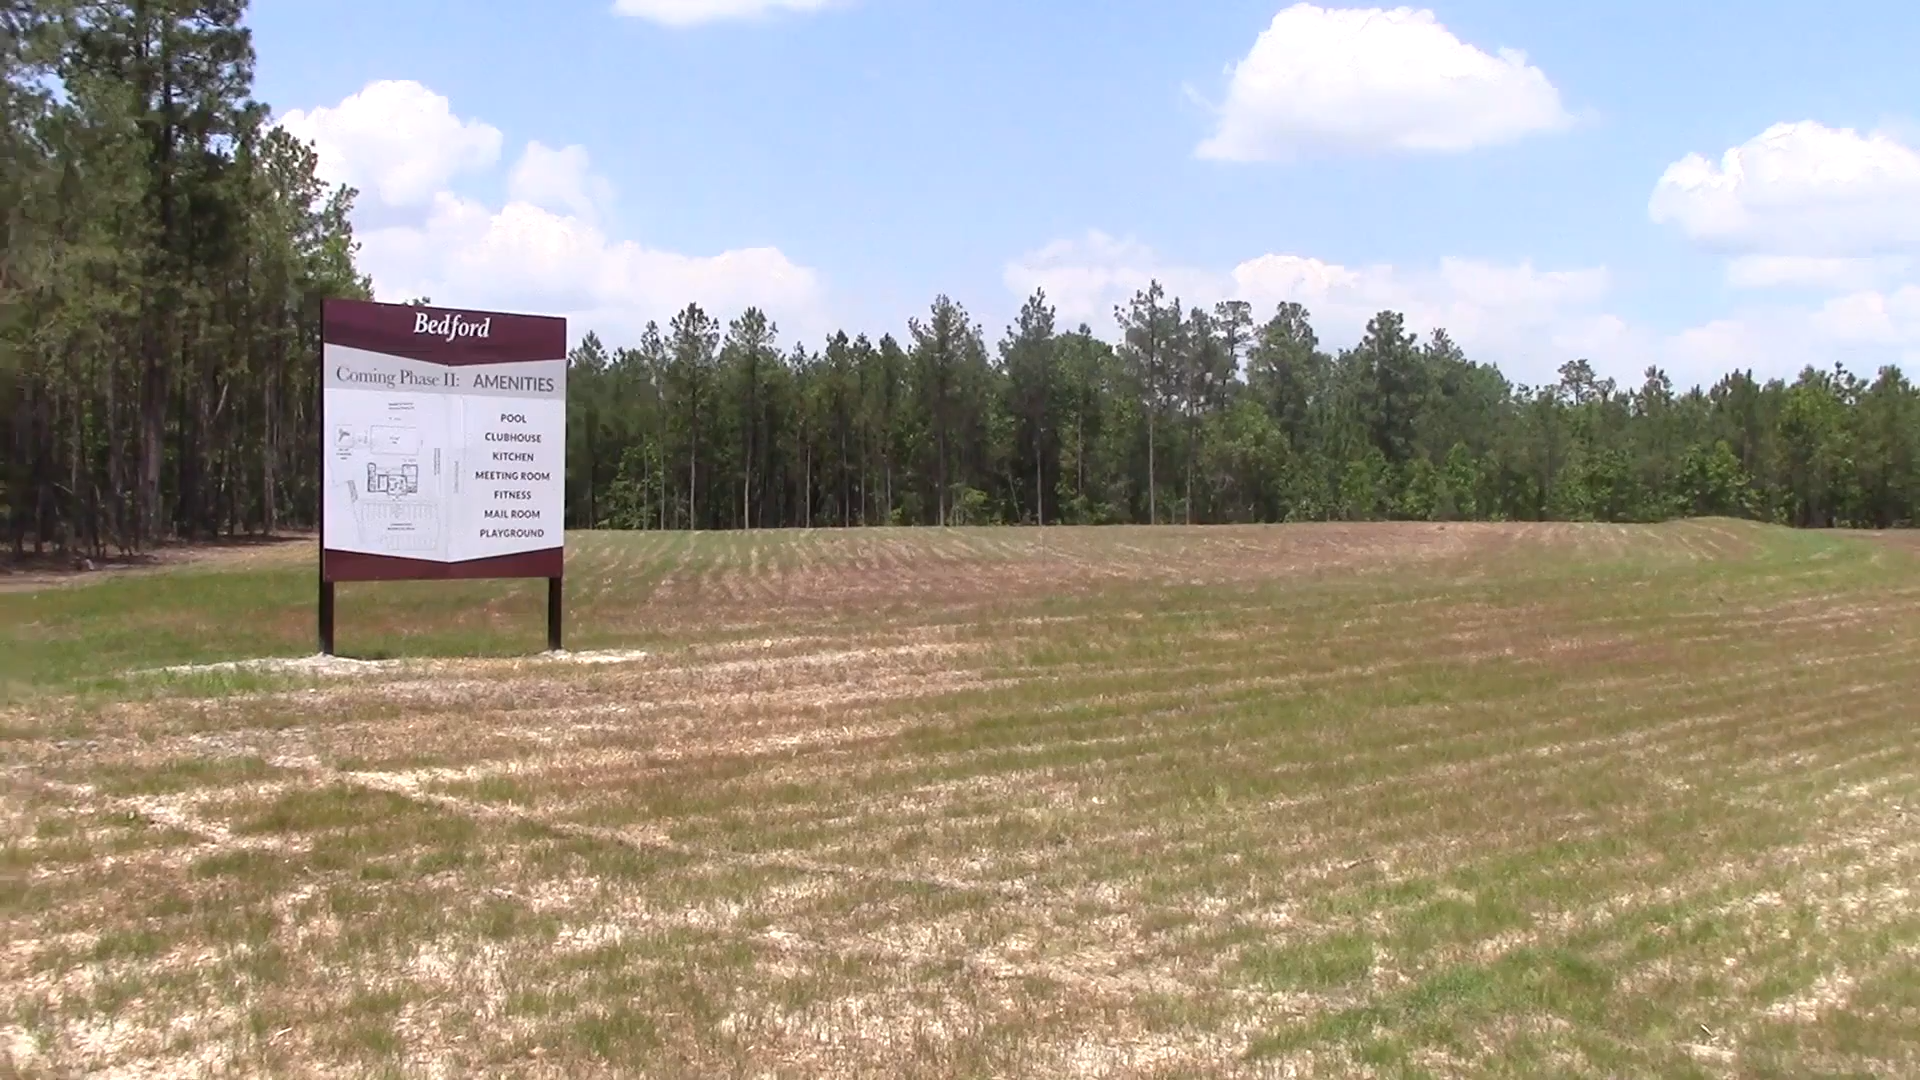 Bedford
Coming Phase II: AMENITIES
POOL
CLUBHOUSE
KITCHEN
MEETING ROOM
FITNESS
MAIL ROOM
PLAYGROUND